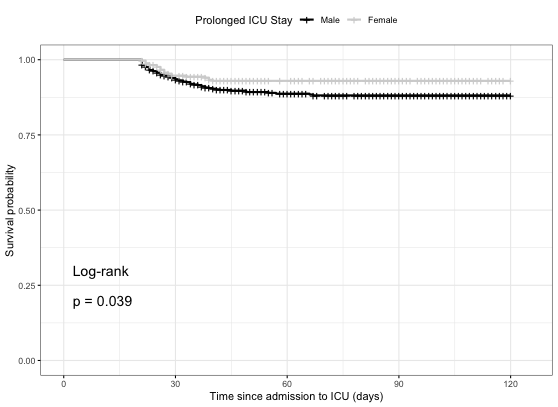 Prolonged ICU Stay Male Female
1.00
0.75
0.50
0.25
0.00
Survival probability
Log-rank
p = 0.039
0 30 60 90 120
Time since admission to ICU (days)